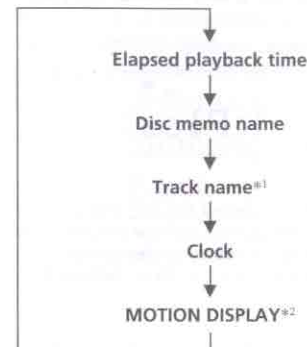 Elapsed playback time
Disc memo name
Track name*1
Clock
MOTION DISPLAY*2